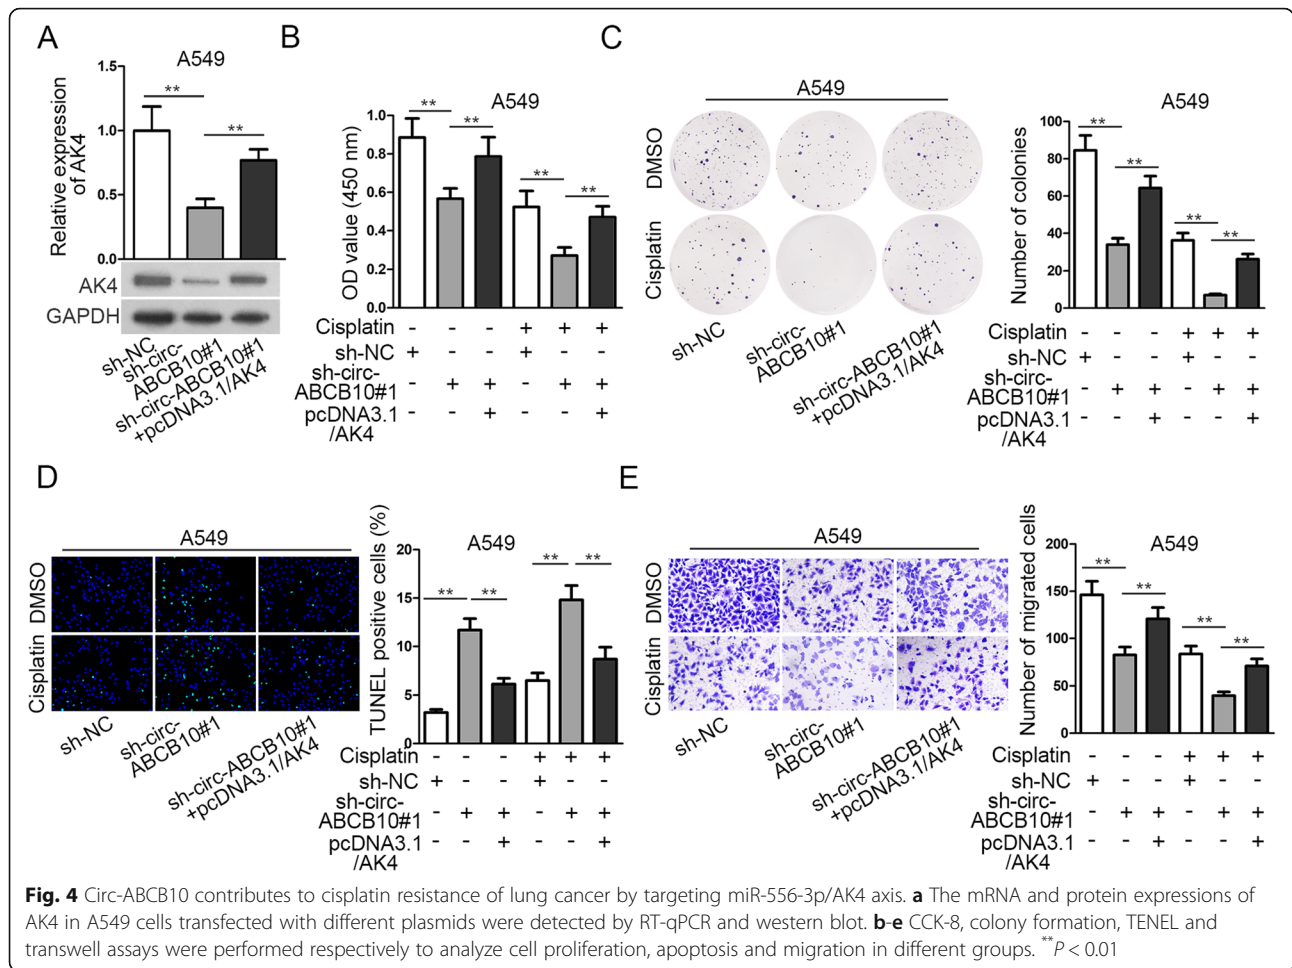 A
A549
Relative expression
of AK4
1.5
1.0
0.5
0.0
**
**
AK4
GAPDH
sh-NC
sh-circ-
ABCB10#1
sh-circ-ABCB10#1
+pcDNA3.1/AK4
B
A549
OD value (450 nm)
1.0
0.8
0.6
0.4
0.2
0.0
**
**
**
**
Cisplatin - - - + + +
sh-NC + - - + - -
sh-circ-
ABCB10#1 - + + - + +
pcDNA3.1
/AK4 - - + - - +
C
A549
DMSO
Cisplatin
sh-NC
sh-circ-
ABCB10#1
sh-circ-ABCB10#1
+pcDNA3.1/AK4
A549
Number of colonies
100
80
60
40
20
0
**
**
**
**
Cisplatin - - - + + +
sh-NC + - - + - -
sh-circ-
ABCB10#1 - + + - + +
pcDNA3.1
/AK4 - - + - - +
D
A549
DMSO
Cisplatin
sh-NC
sh-circ-
ABCB10#1
sh-circ-ABCB10#1
+pcDNA3.1/AK4
A549
TUNEL positive cells (%)
20
15
10
5
0
**
**
**
**
Cisplatin - - - + + +
sh-NC + - - + - -
sh-circ-
ABCB10#1 - + + - + +
pcDNA3.1
/AK4 - - + - - +
E
A549
DMSO
Cisplatin
sh-NC
sh-circ-
ABCB10#1
sh-circ-ABCB10#1
+pcDNA3.1/AK4
A549
Number of migrated cells
200
150
100
50
0
**
**
**
**
Cisplatin - - - + + +
sh-NC + - - + - -
sh-circ-
ABCB10#1 - + + - + +
pcDNA3.1
/AK4 - - + - - +
Fig. 4 Circ-ABCB10 contributes to cisplatin resistance of lung cancer by targeting miR-556-3p/AK4 axis. a The mRNA and protein expressions of
AK4 in A549 cells transfected with different plasmids were detected by RT-qPCR and western blot. b-e CCK-8, colony formation, TENEL and
transwell assays were performed respectively to analyze cell proliferation, apoptosis and migration in different groups. **P < 0.01